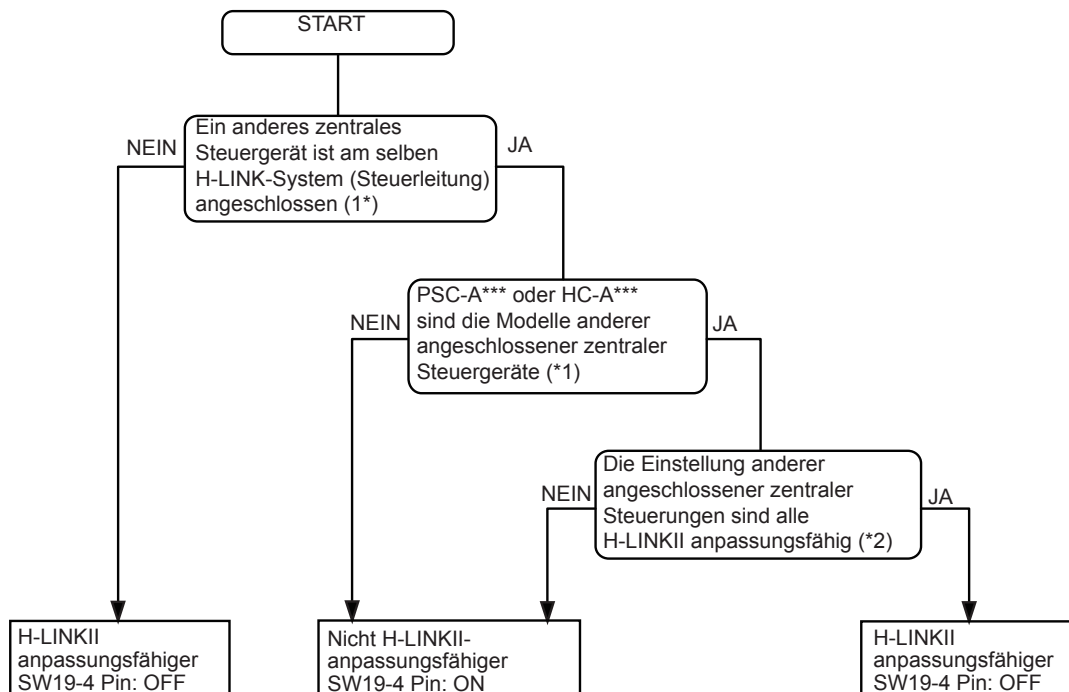 START
NEIN
Ein anderes zentrales
Steuergerät ist am selben
H-LINK-System (Steuerleitung)
angeschlossen (1*)
JA
NEIN
PSC-A*** oder HC-A***
sind die Modelle anderer
angeschlossener zentraler
Steuergeräte (*1)
JA
NEIN
Die Einstellung anderer
angeschlossener zentraler
Steuerungen sind alle
H-LINKII anpassungsfähig (*2)
JA
H-LINKII
anpassungsfähiger
SW19-4 Pin: OFF
Nicht H-LINKII-
anpassungsfähiger
SW19-4 Pin: ON
H-LINKII
anpassungsfähiger
SW19-4 Pin: OFF